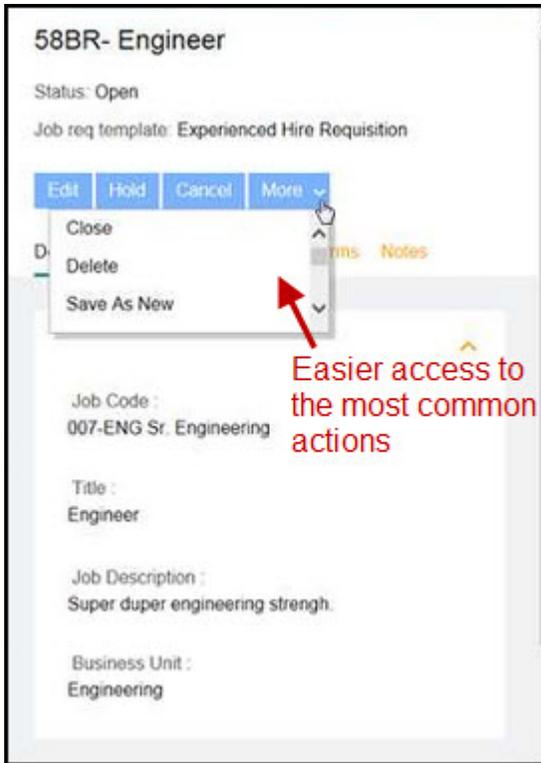 58BR- Engineer
Status: Open
Job req template: Experienced Hire Requisition
Edit Hold Cancel More
Close
Notes
Delete
Save As New
Easier access to
the most common
actions
Job Code :
007-ENG Sr. Engineering
Title :
Engineer
Job Description :
Super duper engineering strengh.
Business Unit :
Engineering